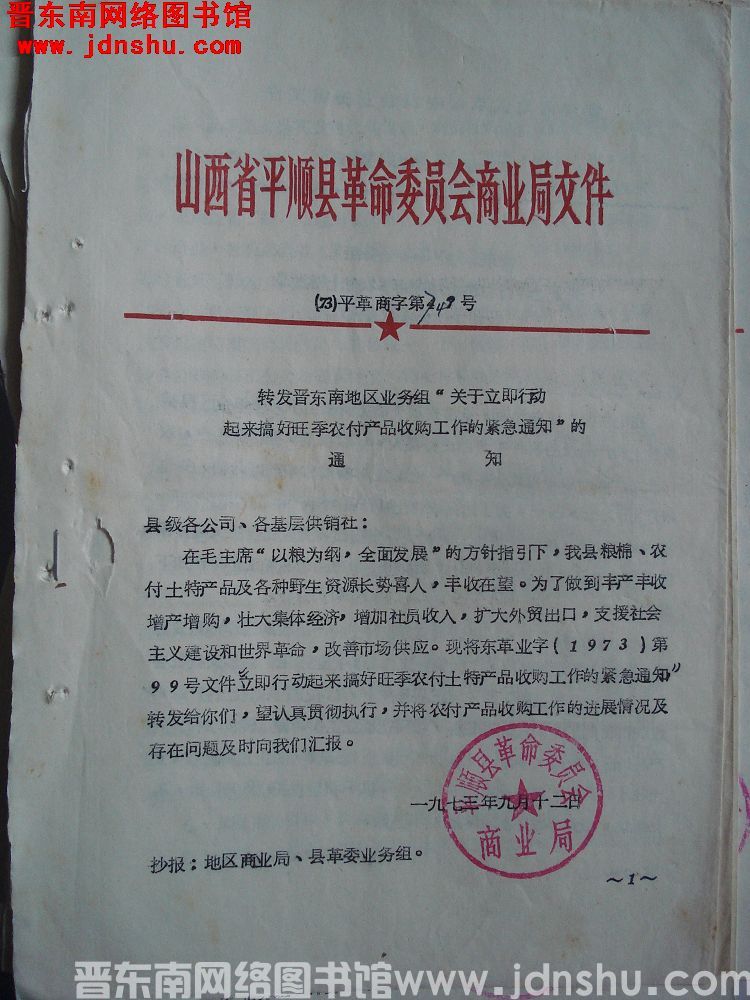 晋东南网络图书馆
www.jdnshu.com
山西省平顺县革命委员会商业局文件
(73)平革商字第49号
转发晋东南地区业务组“关于立即行动
起来搞好旺季农付产品收购工作的紧急通知”的
通 知
县级各公司、各基层供销社：
在毛主席“以粮为纲，全面发展”的方针指引下，我县粮棉、农
付土特产品及各种野生资源长势喜人，丰收在望。为了做到丰产丰收
增产增购，壮大集体经济，增加社员收入，扩大外贸出口，支援社会
主义建设和世界革命，改善市场供应。现将东革业字(1973)第
99号文件“立即行动起来搞好旺季农付土特产品收购工作的紧急通知”
转发给你们，望认真贯彻执行，并将农付产品收购工作的进展情况及
存在问题及时向我们汇报。
一九七三年九月十二日
平顺县革命委员会
商业局
抄报：地区商业局、县革委业务组。
～1～
晋东南网络图书馆www.jdnshu.com